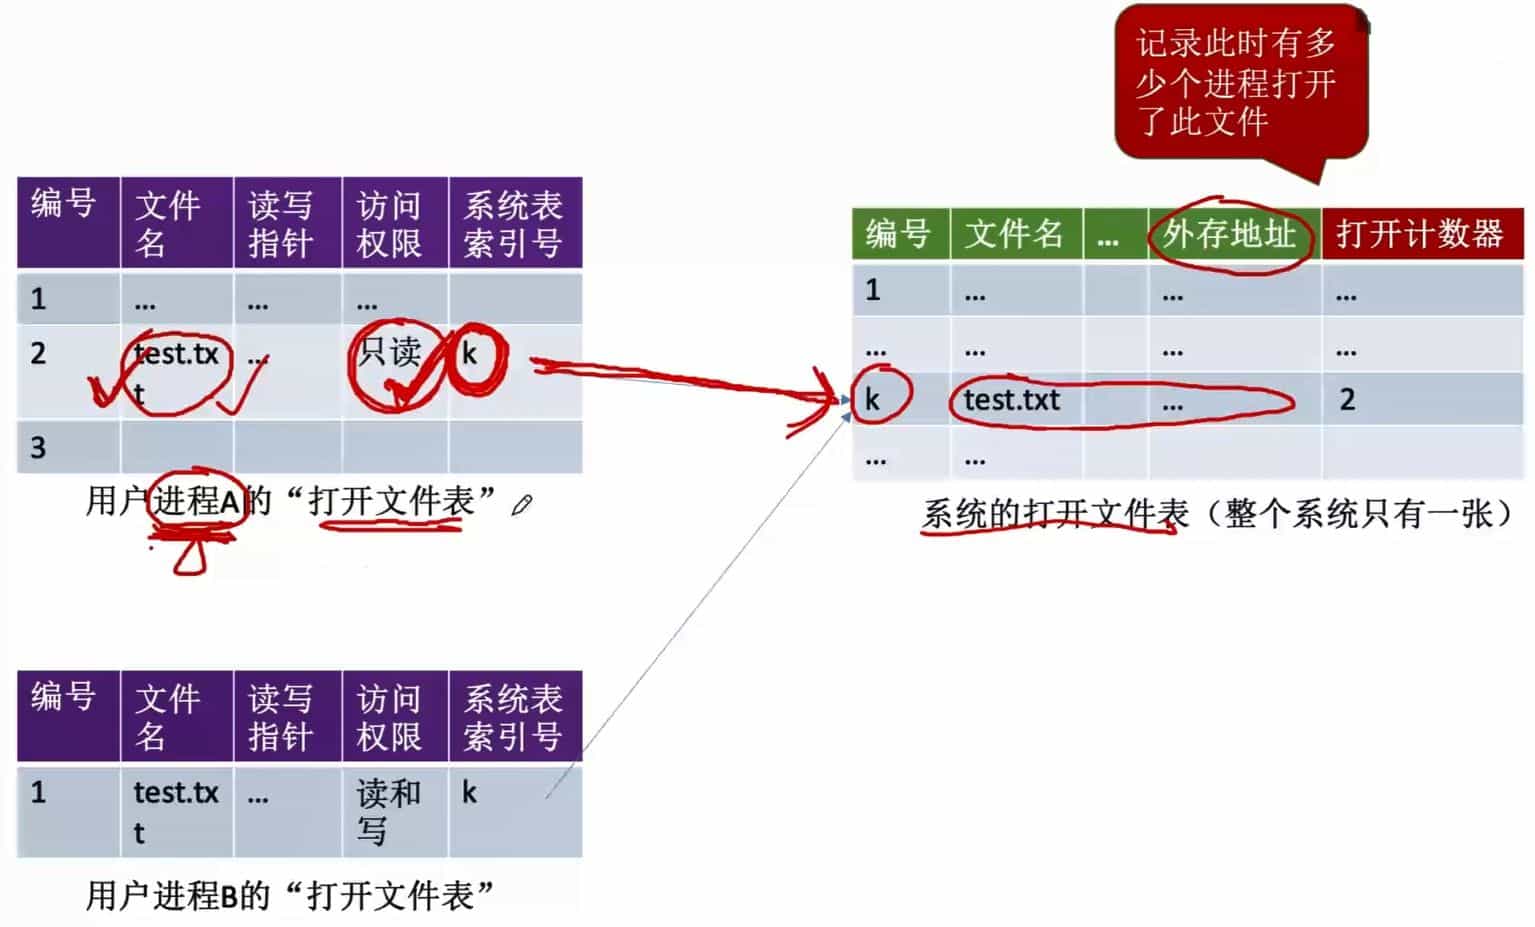 记录此时有多
少个进程打开
了此文件
编号 文件名 读写指针 访问权限 系统表索引号
1 ... ... ...
2 test.txt ... 只读 k
3
用户进程A的“打开文件表”
编号 文件名 ... 外存地址 打开计数器
1 ... ... ...
... ... ... ...
k test.txt ... 2
... ...
系统的打开文件表（整个系统只有一张）
编号 文件名 读写指针 访问权限 系统表索引号
1 test.txt ... 读和写 k
用户进程B的“打开文件表”